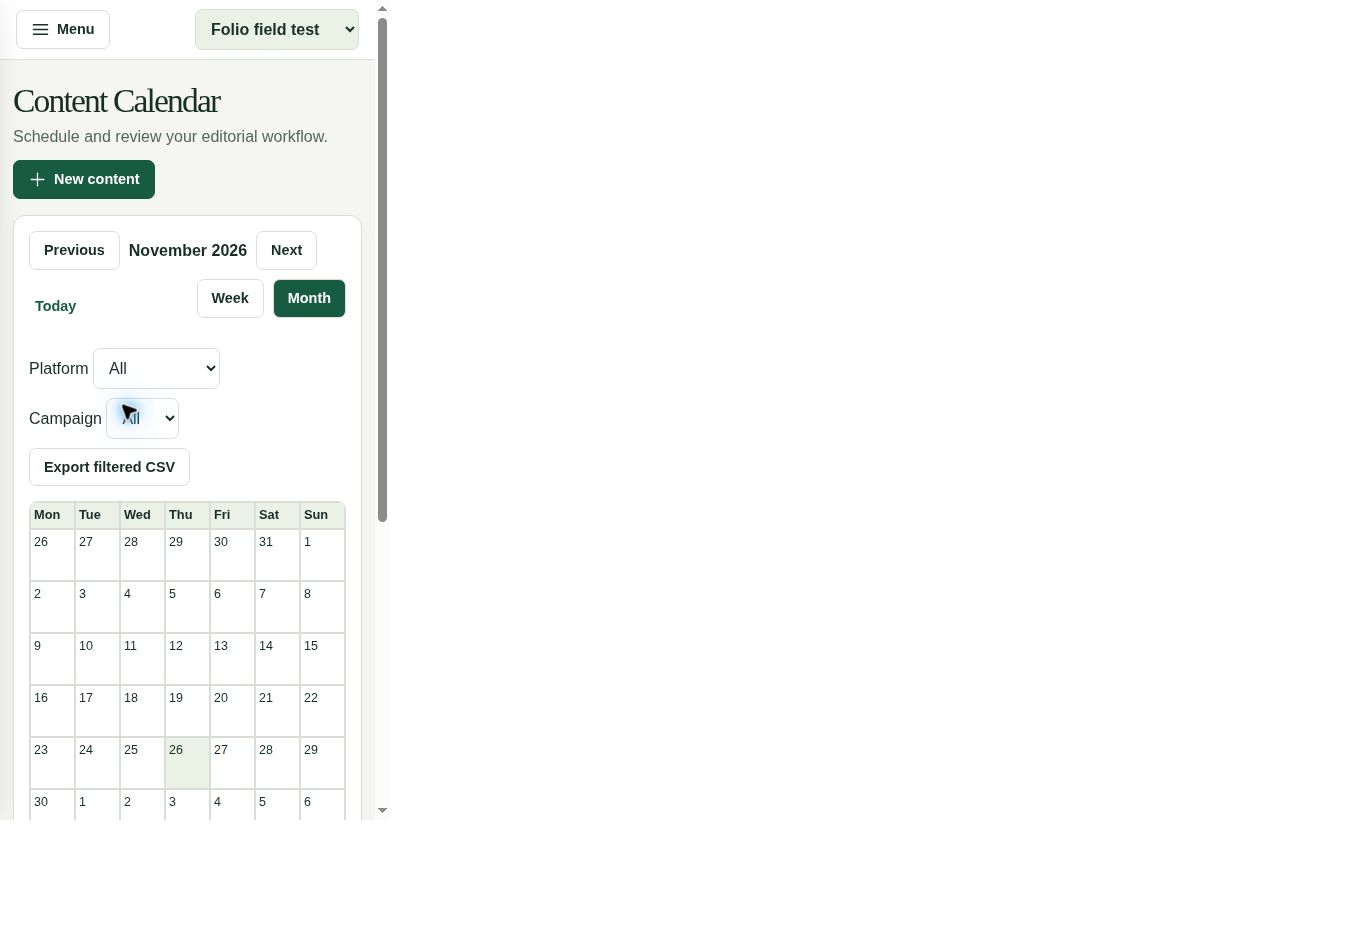 Menu
Folio field test
Content Calendar
Schedule and review your editorial workflow.
New content
Previous November 2026 Next
Today Week Month
Platform All
Campaign All
Export filtered CSV
Mon Tue Wed Thu Fri Sat Sun
26 27 28 29 30 31 1
2 3 4 5 6 7 8
9 10 11 12 13 14 15
16 17 18 19 20 21 22
23 24 25 26 27 28 29
30 1 2 3 4 5 6